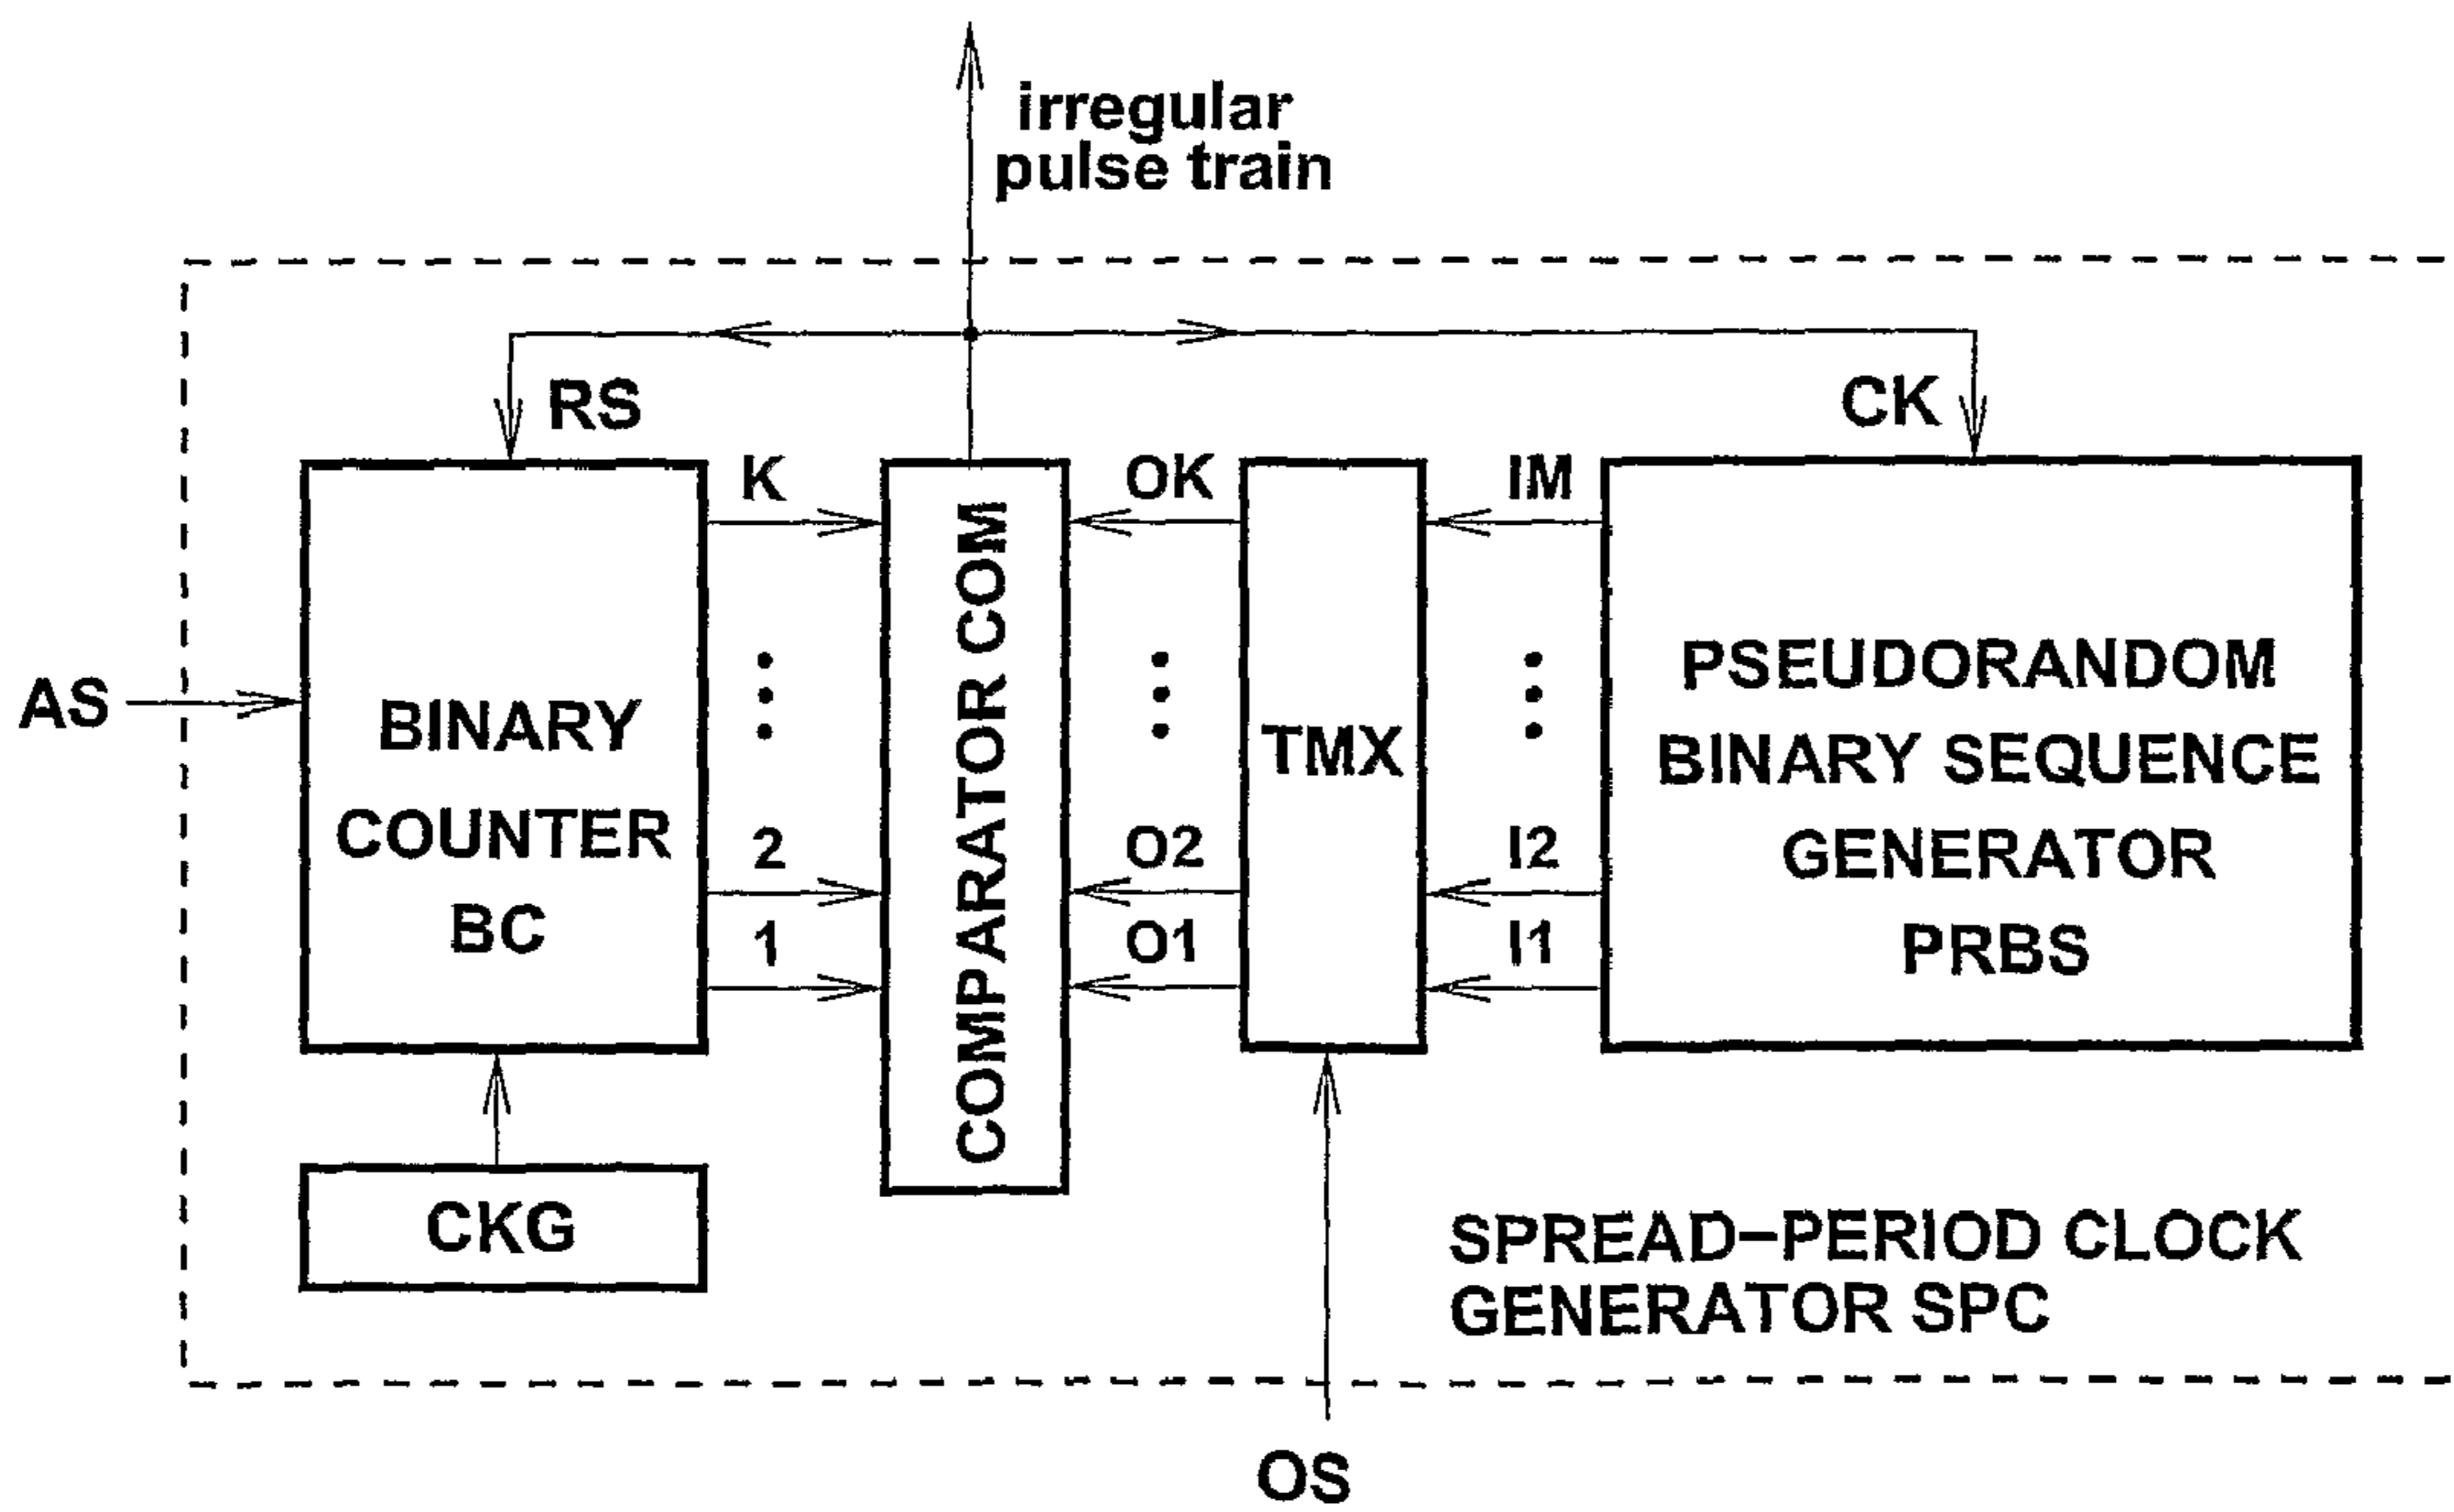 irregular
pulse train
RS
CK
K
OK
IM
AS
BINARY
COUNTER
BC
2
1
COMPARATOR COM
O2
O1
TMX
I2
I1
PSEUDORANDOM
BINARY SEQUENCE
GENERATOR
PRBS
CKG
SPREAD–PERIOD CLOCK
GENERATOR SPC
OS